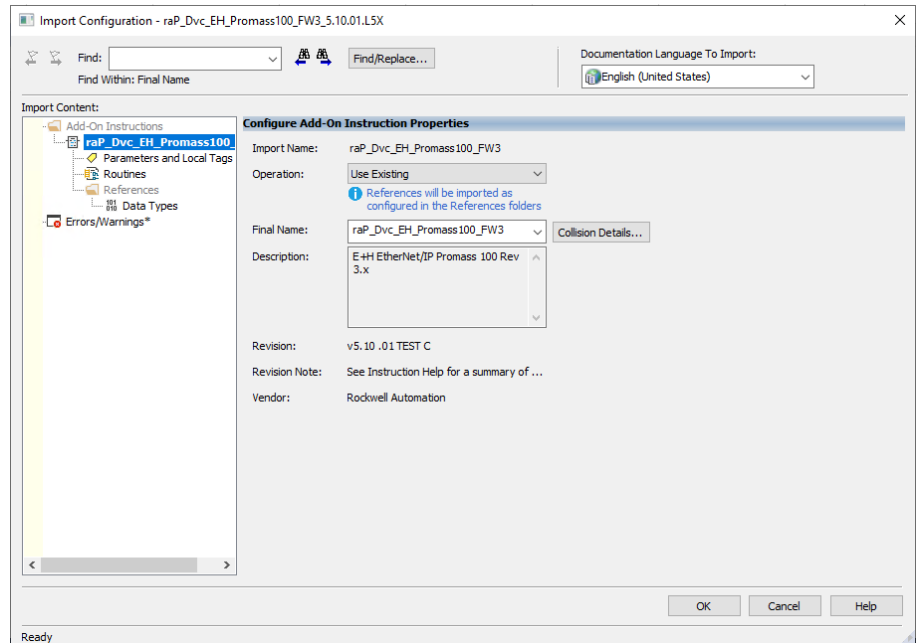 Import Configuration - raP_Dvc_EH_Promass100_FW3_5.10.01.L5X
Find:
Find/Replace...
Find Within: Final Name
Documentation Language To Import:
English (United States)
Import Content:
Add-On Instructions
raP_Dvc_EH_Promass100_
Parameters and Local Tags
Routines
References
Data Types
Errors/Warnings*
Configure Add-On Instruction Properties
Import Name: raP_Dvc_EH_Promass100_FW3
Operation: Use Existing
References will be imported as
configured in the References folders
Final Name: raP_Dvc_EH_Promass100_FW3 Collision Details...
Description: E+H EtherNet/IP Promass 100 Rev
3.x
Revision: v5.10 .01 TEST C
Revision Note: See Instruction Help for a summary of ...
Vendor: Rockwell Automation
OK Cancel Help
Ready